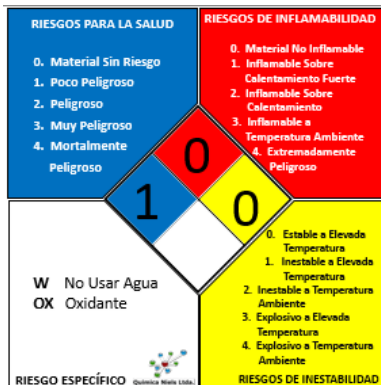 RIESGOS PARA LA SALUD
0. Material Sin Riesgo
1. Poco Peligroso
2. Peligroso
3. Muy Peligroso
4. Mortalmente
Peligroso
RIESGOS DE INFLAMABILIDAD
0. Material No Inflamable
1. Inflamable Sobre
Calentamiento Fuerte
2. Inflamable Sobre
Calentamiento
3. Inflamable a
Temperatura Ambiente
4. Extremadamente
Peligroso
0
1
0
W No Usar Agua
OX Oxidante
RIESGO ESPECÍFICO
Química Niels Ltda.
0. Estable a Elevada
Temperatura
1. Inestable a Elevada
Temperatura
2. Inestable a Temperatura
Ambiente
3. Explosivo a Elevada
Temperatura
4. Explosivo a Temperatura
Ambiente
RIESGOS DE INESTABILIDAD